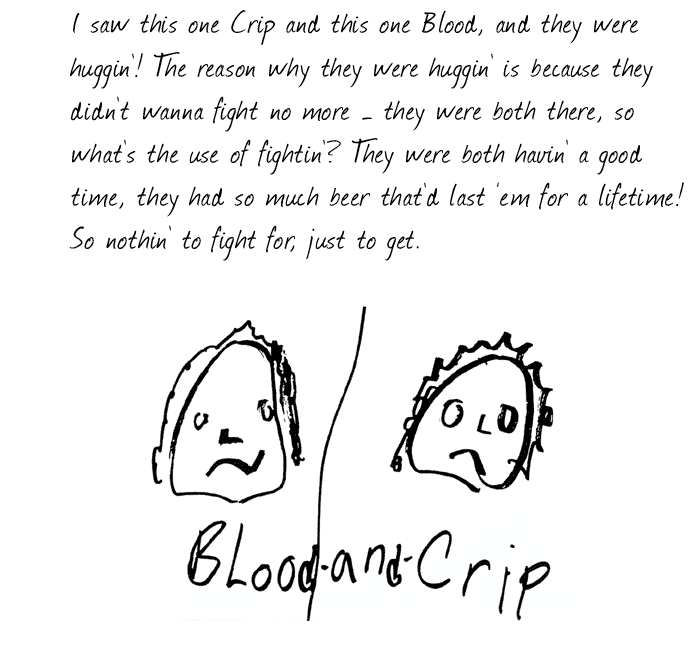 I saw this one Crip and this one Blood, and they were
huggin'! The reason why they were huggin' is because they
didn't wanna fight no more - they were both there, so
what's the use of fightin'? They were both havin' a good
time, they had so much beer that'd last 'em for a lifetime!
So nothin' to fight for, just to get.
Blood-and-Crip